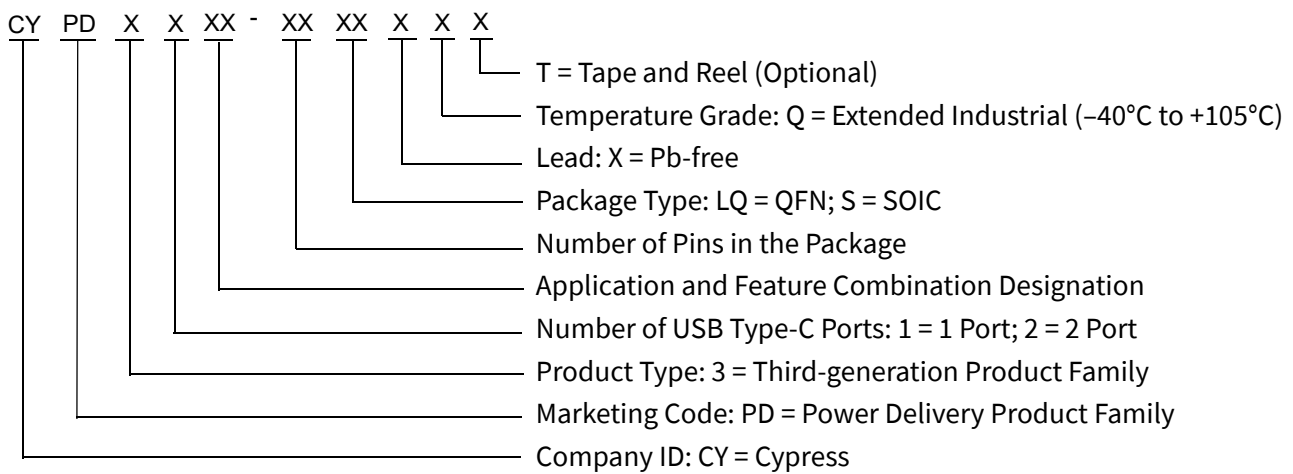 CY PD X X XX - XX XX X X X
T = Tape and Reel (Optional)
Temperature Grade: Q = Extended Industrial (–40°C to +105°C)
Lead: X = Pb-free
Package Type: LQ = QFN; S = SOIC
Number of Pins in the Package
Application and Feature Combination Designation
Number of USB Type-C Ports: 1 = 1 Port; 2 = 2 Port
Product Type: 3 = Third-generation Product Family
Marketing Code: PD = Power Delivery Product Family
Company ID: CY = Cypress